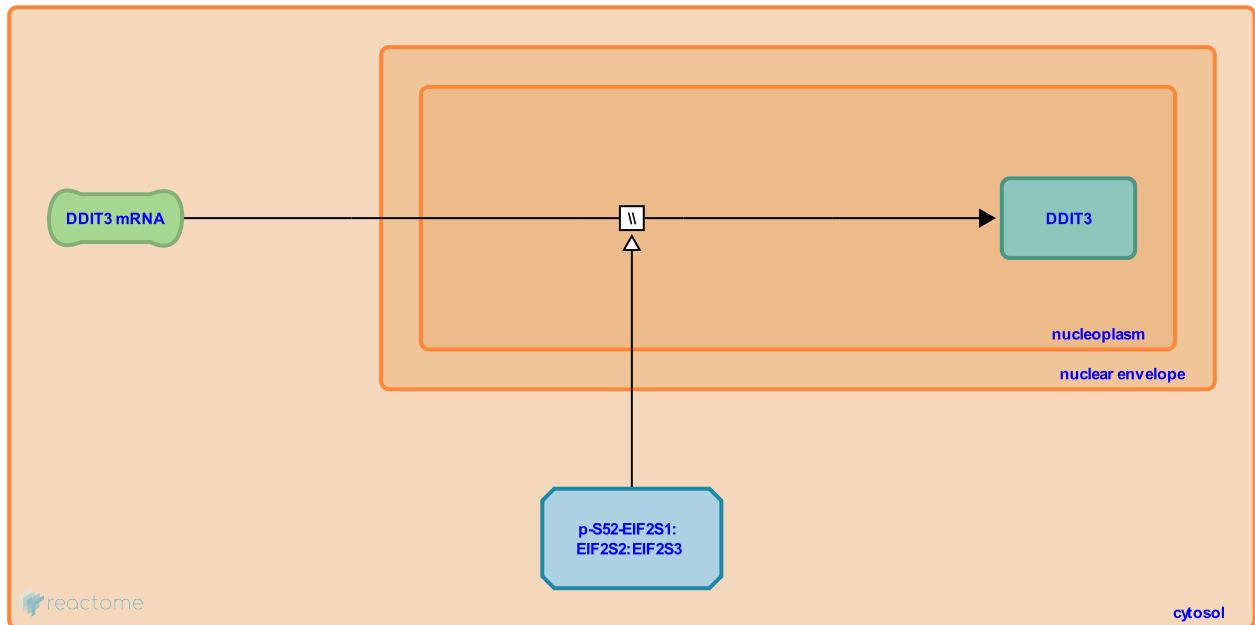 DDIT3 mRNA
\\
DDIT3
nucleoplasm
nuclear envelope
p-S52-EIF2S1:
EIF2S2:EIF2S3
reactome
cytosol